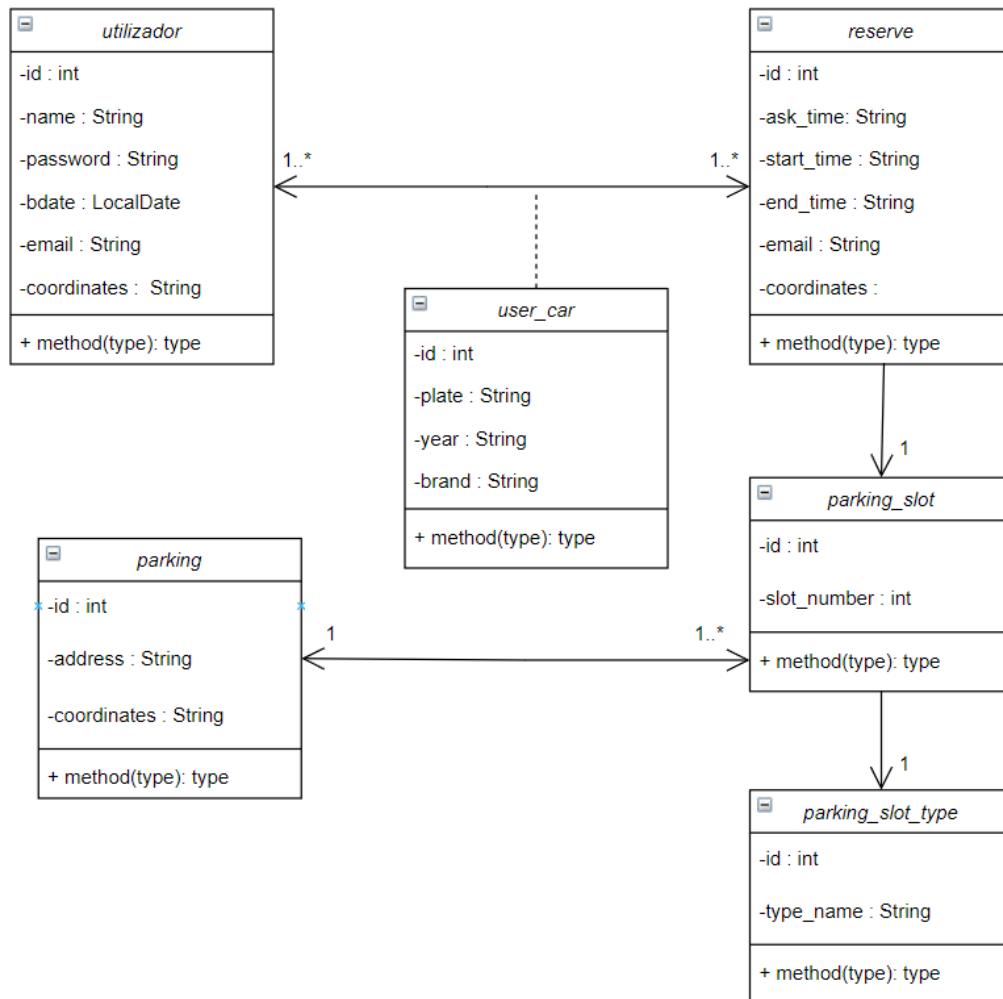 utilizador
-id : int
-name : String
-password : String
-bdate : LocalDate
-email : String
-coordinates : String
+ method(type): type
1..*
1..*
reserve
-id : int
-ask_time: String
-start_time : String
-end_time : String
-email : String
-coordinates :
+ method(type): type
user_car
-id : int
-plate : String
-year : String
-brand : String
+ method(type): type
1
parking_slot
-id : int
-slot_number : int
+ method(type): type
parking
-id : int
-address : String
-coordinates : String
+ method(type): type
1
1..*
1
parking_slot_type
-id : int
-type_name : String
+ method(type): type